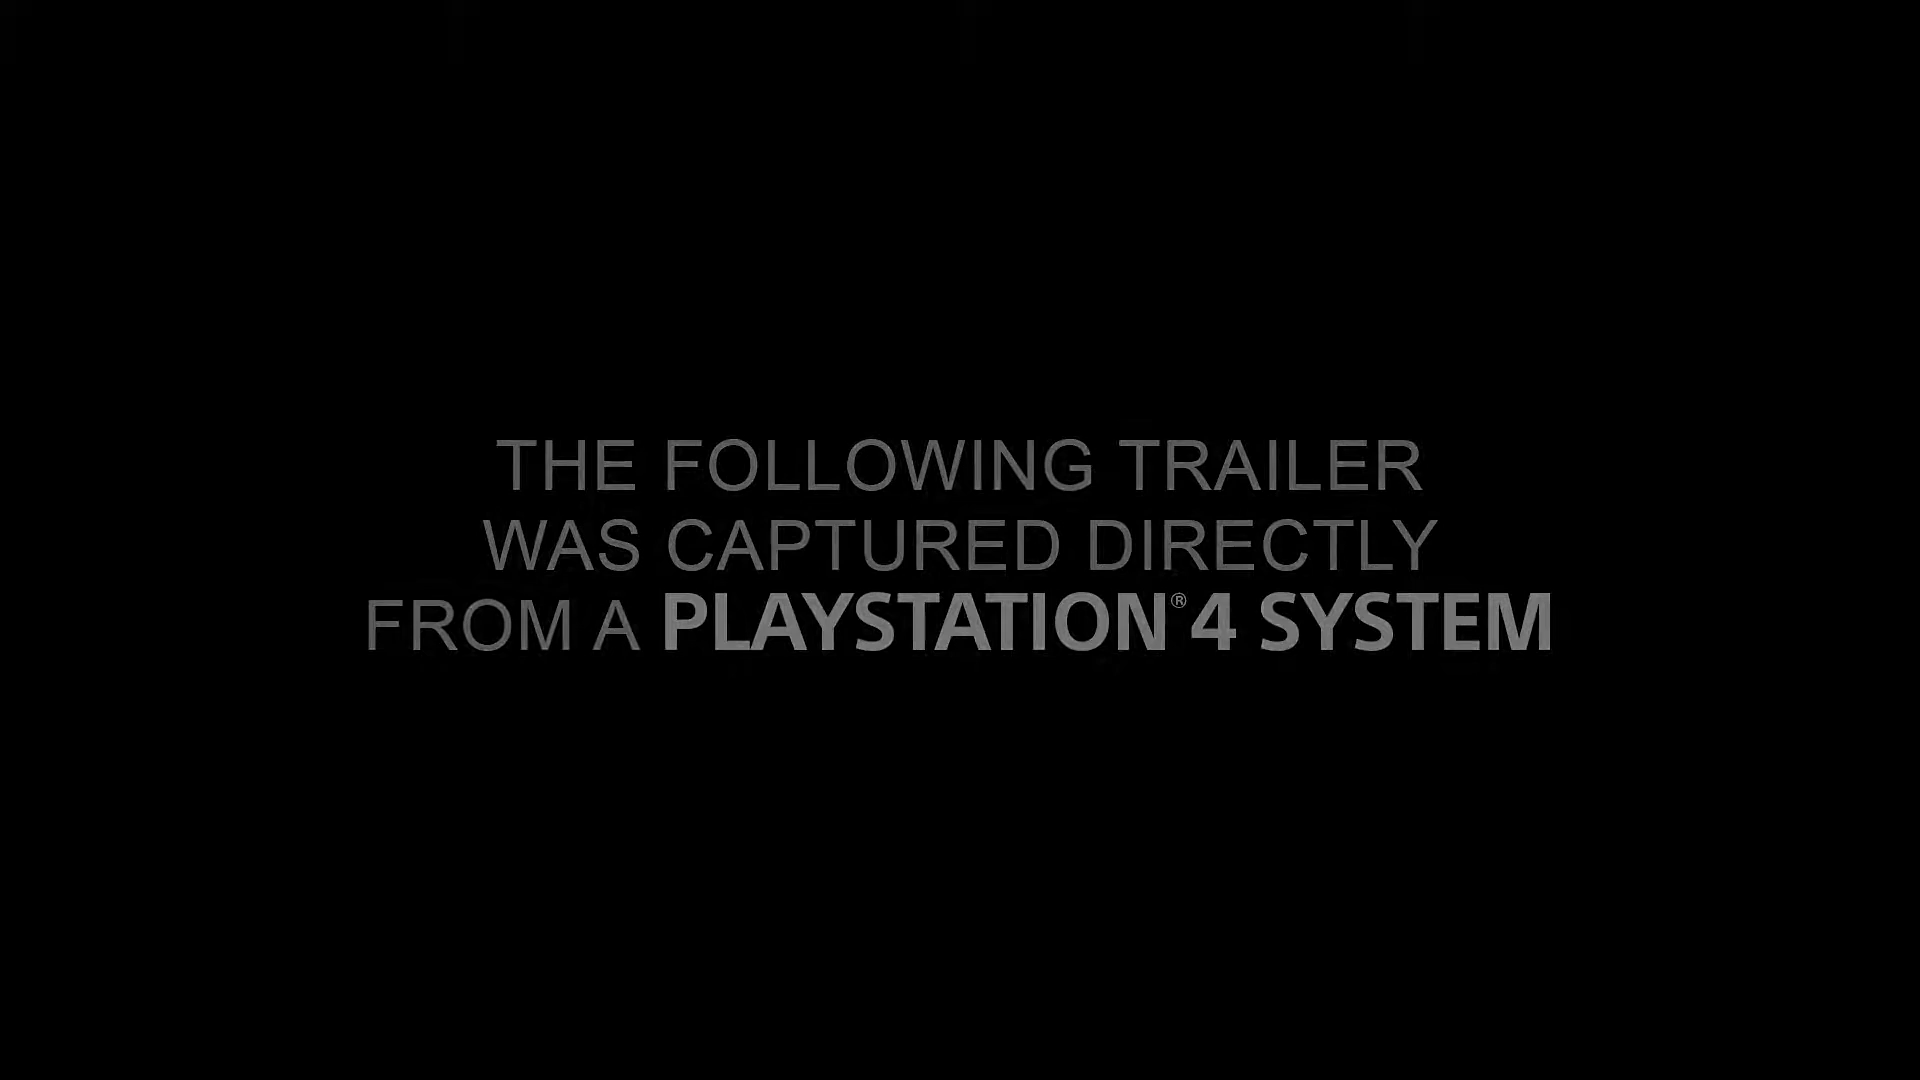 THE FOLLOWING TRAILER
WAS CAPTURED DIRECTLY
FROM A PLAYSTATION®4 SYSTEM